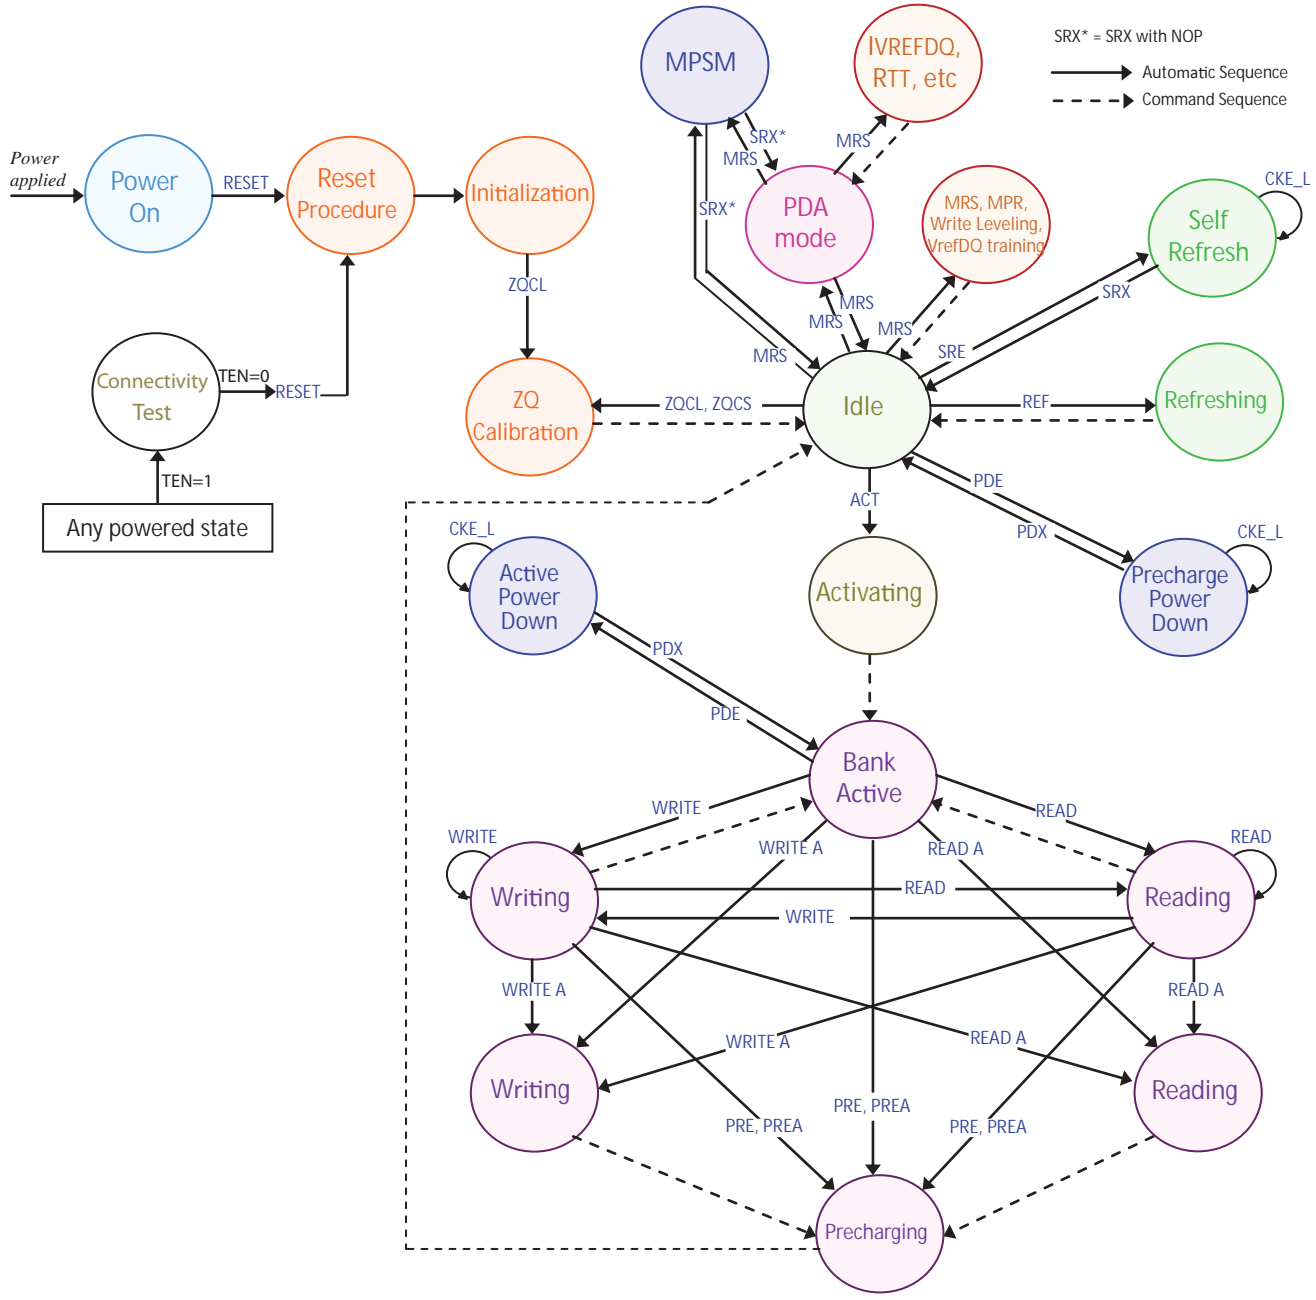 SRX* = SRX with NOP
Automatic Sequence
Command Sequence
MPSM
IVREFDQ,
RTT, etc
SRX*
MRS
MRS
Power
applied
Power
On
RESET
Reset
Procedure
Initialization
PDA
mode
MRS, MPR,
Write Leveling,
VrefDQ training
CKE_L
Self
Refresh
SRX*
ZQCL
MRS
MRS
MRS
MRS
SRE
SRX
Connectivity
Test
TEN=0
RESET
TEN=1
Any powered state
ZQ
Calibration
ZQCL, ZQCS
Idle
REF
Refreshing
ACT
PDE
PDX
CKE_L
Active
Power
Down
Activating
CKE_L
Precharge
Power
Down
PDX
PDE
Bank
Active
WRITE
READ
WRITE
WRITE A
READ A
READ
Writing
READ
WRITE
Reading
WRITE A
READ A
WRITE A
READ A
Writing
Reading
PRE, PREA
PRE, PREA
PRE, PREA
Precharging